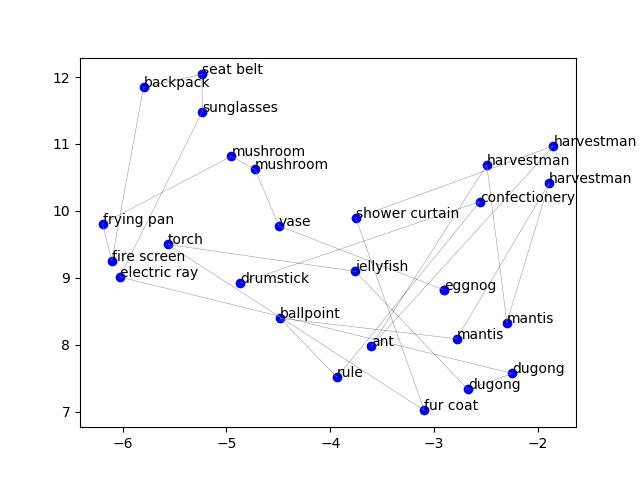 seat belt
12
backpack
sunglasses
11
mushroom
mushroom
harvestman
harvestman
harvestman
confectionery
10
frying pan
vase
shower curtain
torch
9
fire screen
electric ray
drumstick
jellyfish
eggnog
ballpoint
mantis
8
ant
mantis
rule
dugong
dugong
7
fur coat
−6
−5
−4
−3
−2